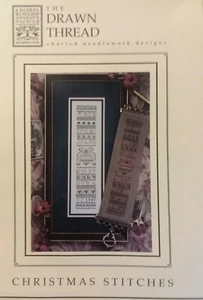 THE
DRAWN
THREAD
charted needlework designs
CHRISTMAS STITCHES